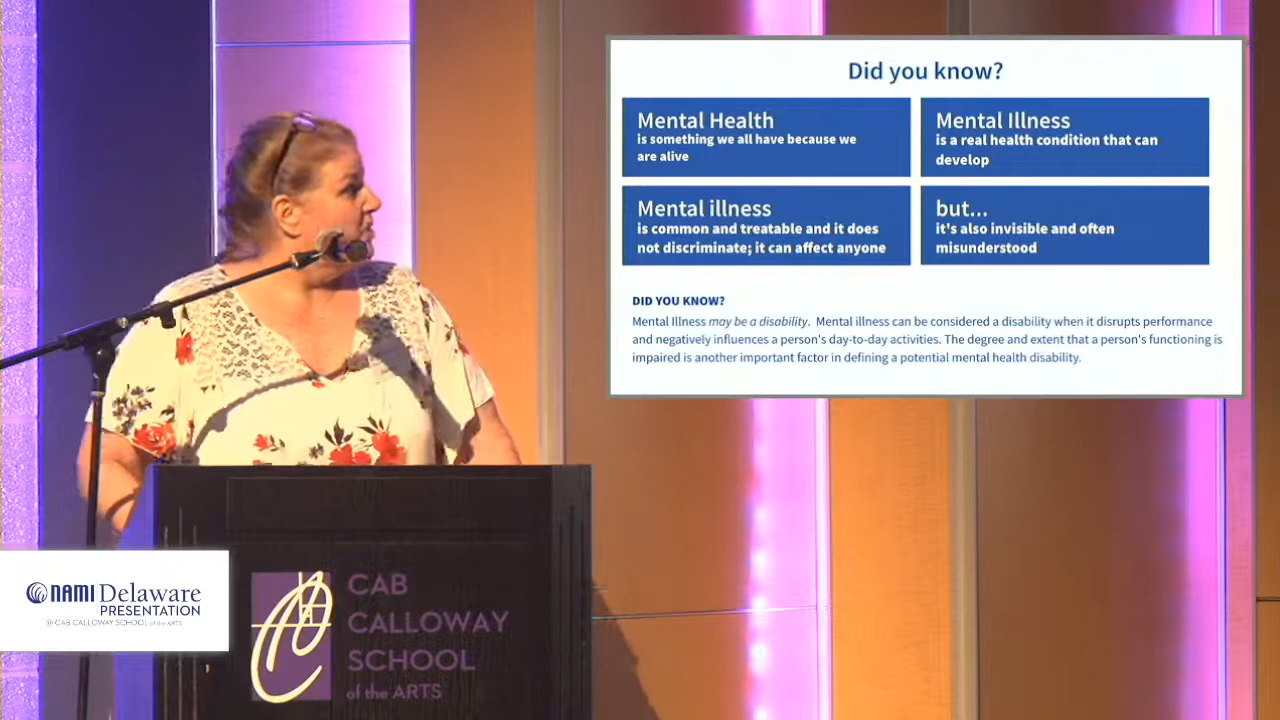 Did you know?
Mental Health
is something we all have because we
are alive
Mental Illness
is a real health condition that can
develop
Mental illness
is common and treatable and it does
not discriminate; it can affect anyone
but...
it's also invisible and often
misunderstood
DID YOU KNOW?
Mental Illness may be a disability. Mental illness can be considered a disability when it disrupts performance
and negatively influences a person's day-to-day activities. The degree and extent that a person's functioning is
impaired is another important factor in defining a potential mental health disability.
NAMI Delaware
PRESENTATION
@ CAB CALLOWAY SCHOOL of the ARTS
CAB
CALLOWAY
SCHOOL
of the ARTS